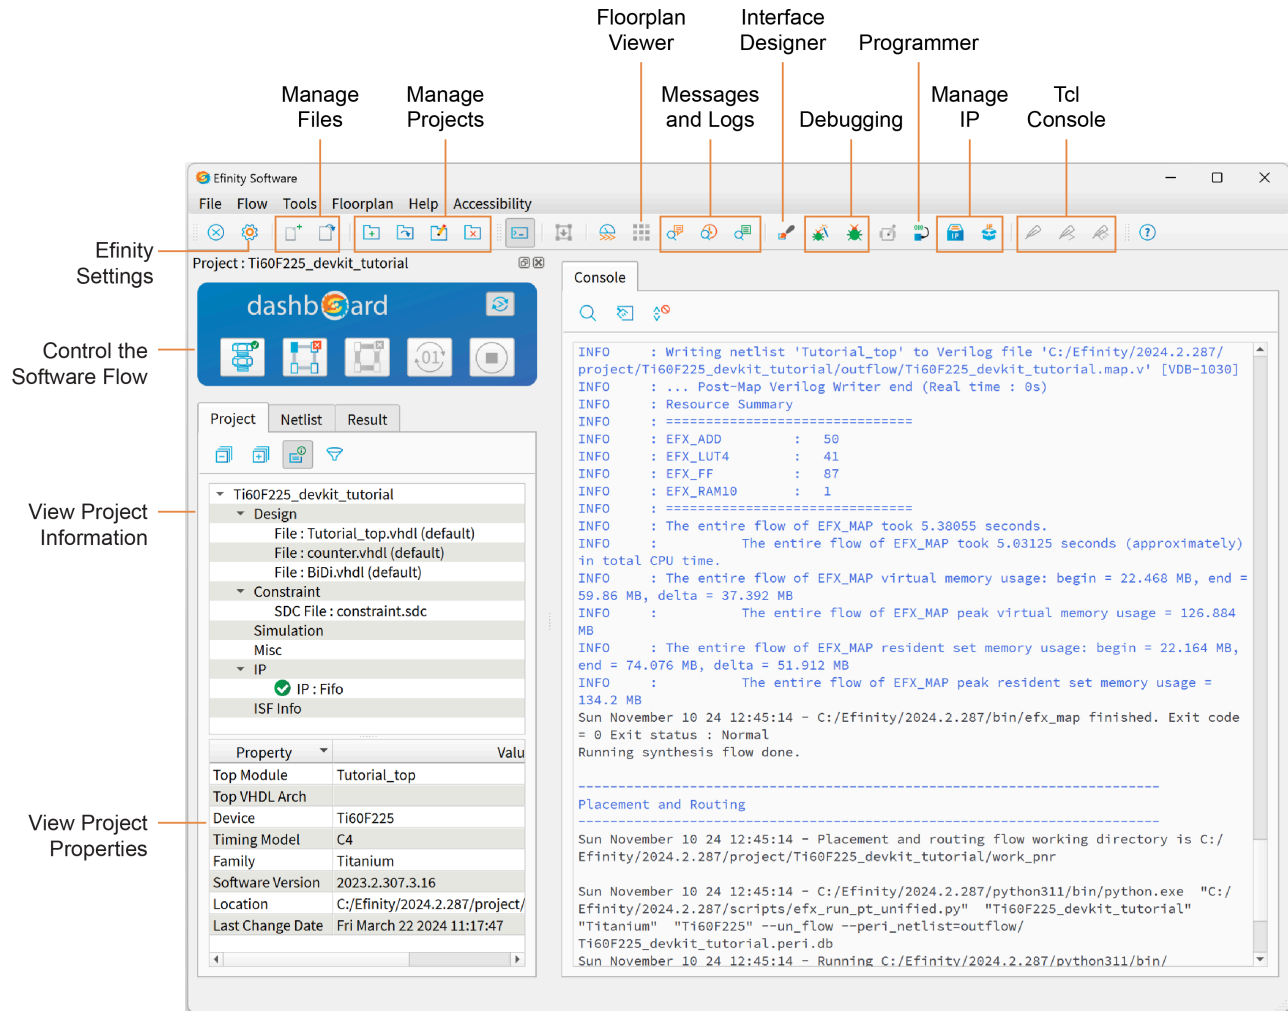 Floorplan
Viewer
Interface
Designer
Programmer
Manage
Files
Manage
Projects
Messages
and Logs
Debugging
Manage
IP
Tcl
Console
Efinity
Settings
Control the
Software Flow
View Project
Information
View Project
Properties
Efinity Software
File Flow Tools Floorplan Help Accessibility
IP
Project : Ti60F225_devkit_tutorial
dashboard
01
Project Netlist Result
Ti60F225_devkit_tutorial
Design
File : Tutorial_top.vhdl (default)
File : counter.vhdl (default)
File : BiDi.vhdl (default)
Constraint
SDC File : constraint.sdc
Simulation
Misc
IP
IP : Fifo
ISF Info
Property Valu
Top Module Tutorial_top
Top VHDL Arch
Device Ti60F225
Timing Model C4
Family Titanium
Software Version 2023.2.307.3.16
Location C:/Efinity/2024.2.287/project/
Last Change Date Fri March 22 2024 11:17:47
Console
INFO : Writing netlist 'Tutorial_top' to Verilog file 'C:/Efinity/2024.2.287/
project/Ti60F225_devkit_tutorial/outflow/Ti60F225_devkit_tutorial.map.v' [VDB-1030]
INFO : ... Post-Map Verilog Writer end (Real time : 0s)
INFO : Resource Summary
INFO : ===============================
INFO : EFX_ADD : 50
INFO : EFX_LUT4 : 41
INFO : EFX_FF : 87
INFO : EFX_RAM10 : 1
INFO : ===============================
INFO : The entire flow of EFX_MAP took 5.38055 seconds.
INFO : The entire flow of EFX_MAP took 5.03125 seconds (approximately)
in total CPU time.
INFO : The entire flow of EFX_MAP virtual memory usage: begin = 22.468 MB, end =
59.86 MB, delta = 37.392 MB
INFO : The entire flow of EFX_MAP peak virtual memory usage = 126.884
MB
INFO : The entire flow of EFX_MAP resident set memory usage: begin = 22.164 MB,
end = 74.076 MB, delta = 51.912 MB
INFO : The entire flow of EFX_MAP peak resident set memory usage =
134.2 MB
Sun November 10 24 12:45:14 - C:/Efinity/2024.2.287/bin/efx_map finished. Exit code
= 0 Exit status : Normal
Running synthesis flow done.
-------------------------------------------------------------------------
Placement and Routing
-------------------------------------------------------------------------
Sun November 10 24 12:45:14 - Placement and routing flow working directory is C:/
Efinity/2024.2.287/project/Ti60F225_devkit_tutorial/work_pnr
Sun November 10 24 12:45:14 - C:/Efinity/2024.2.287/python311/bin/python.exe "C:/
Efinity/2024.2.287/scripts/efx_run_pt_unified.py" "Ti60F225_devkit_tutorial"
"Titanium" "Ti60F225" --un_flow --peri_netlist=outflow/
Ti60F225_devkit_tutorial.peri.db
Sun November 10 24 12:45:14 - Running C:/Efinity/2024.2.287/python311/bin/